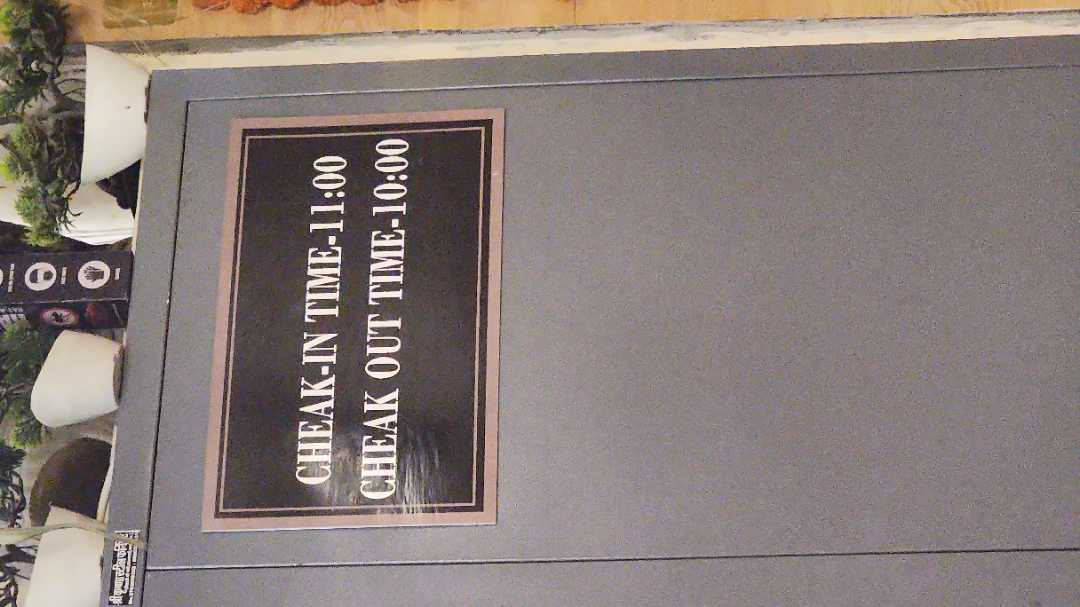 CHEAK-IN TIME-11:00
CHEAK OUT TIME-10:00